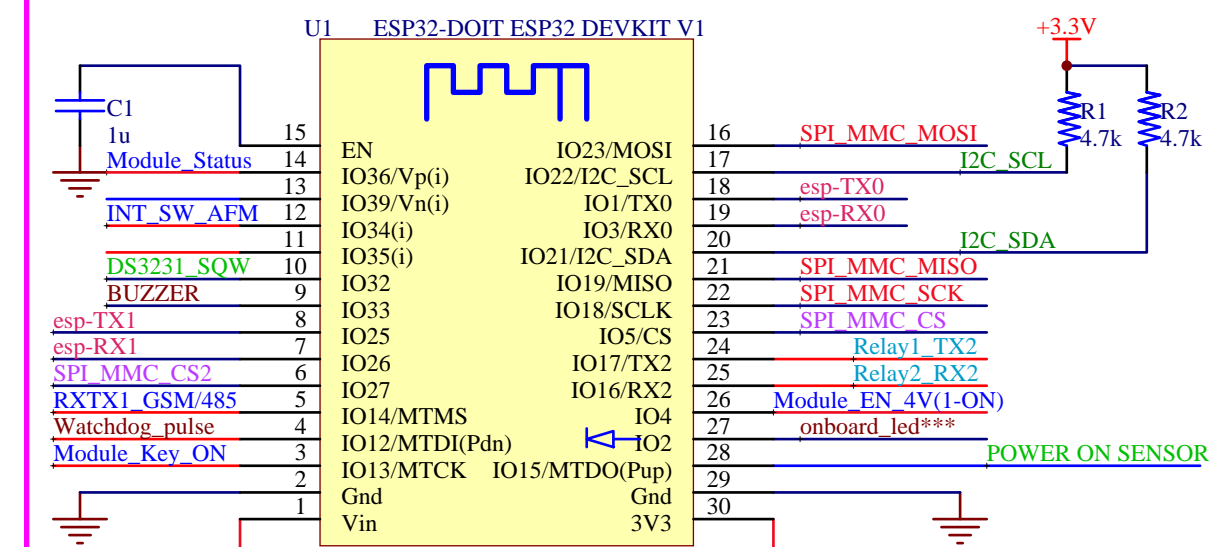 U1 ESP32-DOIT ESP32 DEVKIT V1
+3.3V
C1
1u
R1
4.7k
R2
4.7k
15 EN
Module_Status 14 IO36/Vp(i)
13 IO39/Vn(i)
INT_SW_AFM 12 IO34(i)
11 IO35(i)
DS3231_SQW 10 IO32
BUZZER 9 IO33
esp-TX1 8 IO25
esp-RX1 7 IO26
SPI_MMC_CS2 6 IO27
RXTX1_GSM/485 5 IO14/MTMS
Watchdog_pulse 4 IO12/MTDI(Pdn)
Module_Key_ON 3 IO13/MTCK
2 Gnd
1 Vin
IO23/MOSI 16 SPI_MMC_MOSI
IO22/I2C_SCL 17 I2C_SCL
IO1/TX0 18 esp-TX0
IO3/RX0 19 esp-RX0
IO21/I2C_SDA 20 I2C_SDA
IO19/MISO 21 SPI_MMC_MISO
IO18/SCLK 22 SPI_MMC_SCK
IO5/CS 23 SPI_MMC_CS
IO17/TX2 24 Relay1_TX2
IO16/RX2 25 Relay2_RX2
IO4 26 Module_EN_4V(1-ON)
IO2 27 onboard_led***
IO15/MTDO(Pup) 28 POWER ON SENSOR
Gnd 29
3V3 30